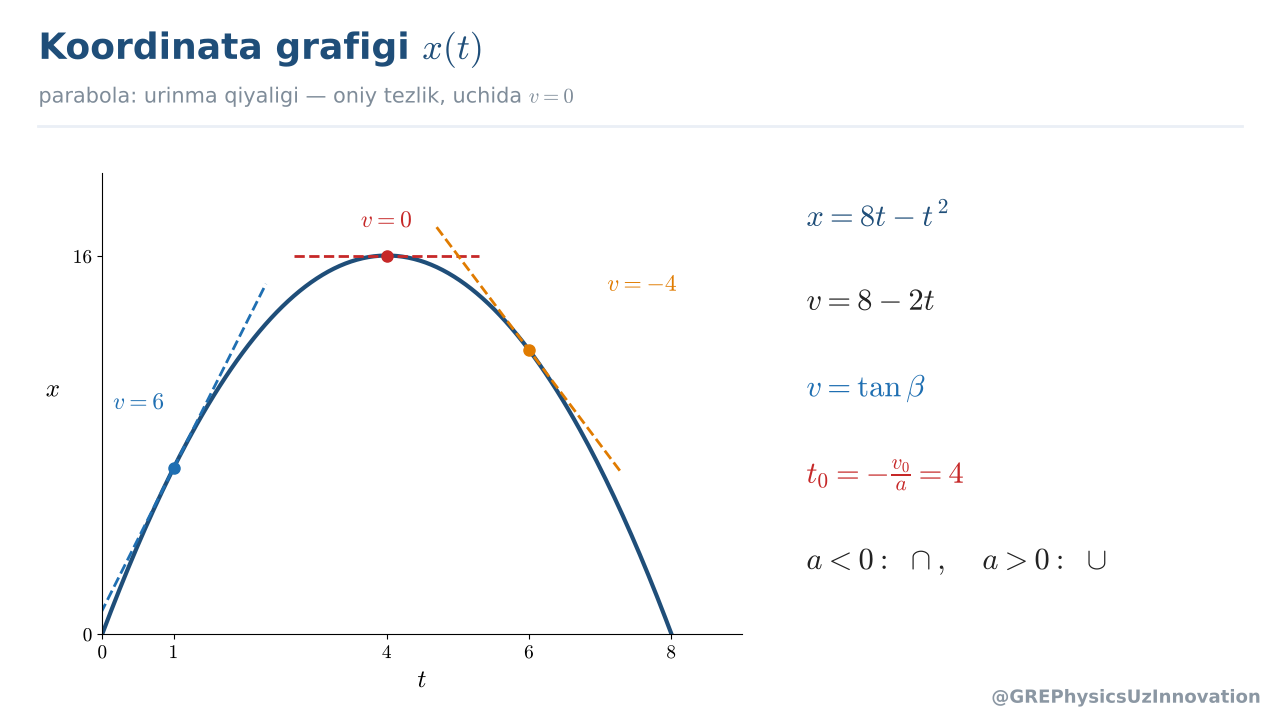 Koordinata grafigi x(t)
parabola: urinma qiyaligi — oniy tezlik, uchida v = 0
v = 0
16
v = −4
x
v = 6
0
0 1 4 6 8
t
x = 8t − t²
v = 8 − 2t
v = tan β
t₀ = −v₀/a = 4
a < 0 : ∩ , a > 0 : ∪
@GREPhysicsUzInnovation